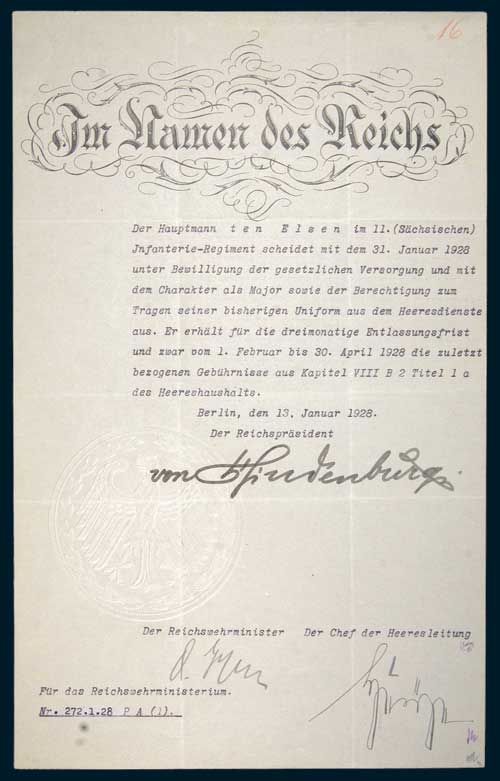 16
Im Namen des Reichs
Der Hauptmann ten Elsen im 11.(Sächsischen)
Jnfanterie-Regiment scheidet mit dem 31. Januar 1928
unter Bewilligung der gesetzlichen Versorgung und mit
dem Charakter als Major sowie der Berechtigung zum
Tragen seiner bisherigen Uniform aus dem Heeresdienste
aus. Er erhält für die dreimonatige Entlassungsfrist
und zwar vom 1. Februar bis 30. April 1928 die zuletzt
bezogenen Gebührnisse aus Kapitel VIII B 2 Titel 1 a
des Heereshaushalts.
Berlin, den 13. Januar 1928.
Der Reichspräsident
von Hindenburg.
Der Reichswehrminister Der Chef der Heeresleitung
Für das Reichswehrministerium.
Nr. 272.1.28 P A (1).